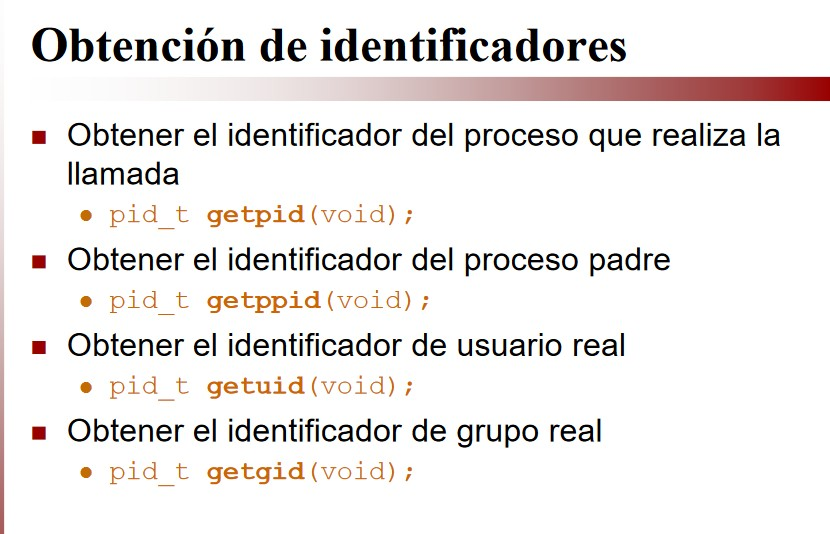 Obtención de identificadores
Obtener el identificador del proceso que realiza la
llamada
pid_t getpid(void);
Obtener el identificador del proceso padre
pid_t getppid(void);
Obtener el identificador de usuario real
pid_t getuid(void);
Obtener el identificador de grupo real
pid_t getgid(void);